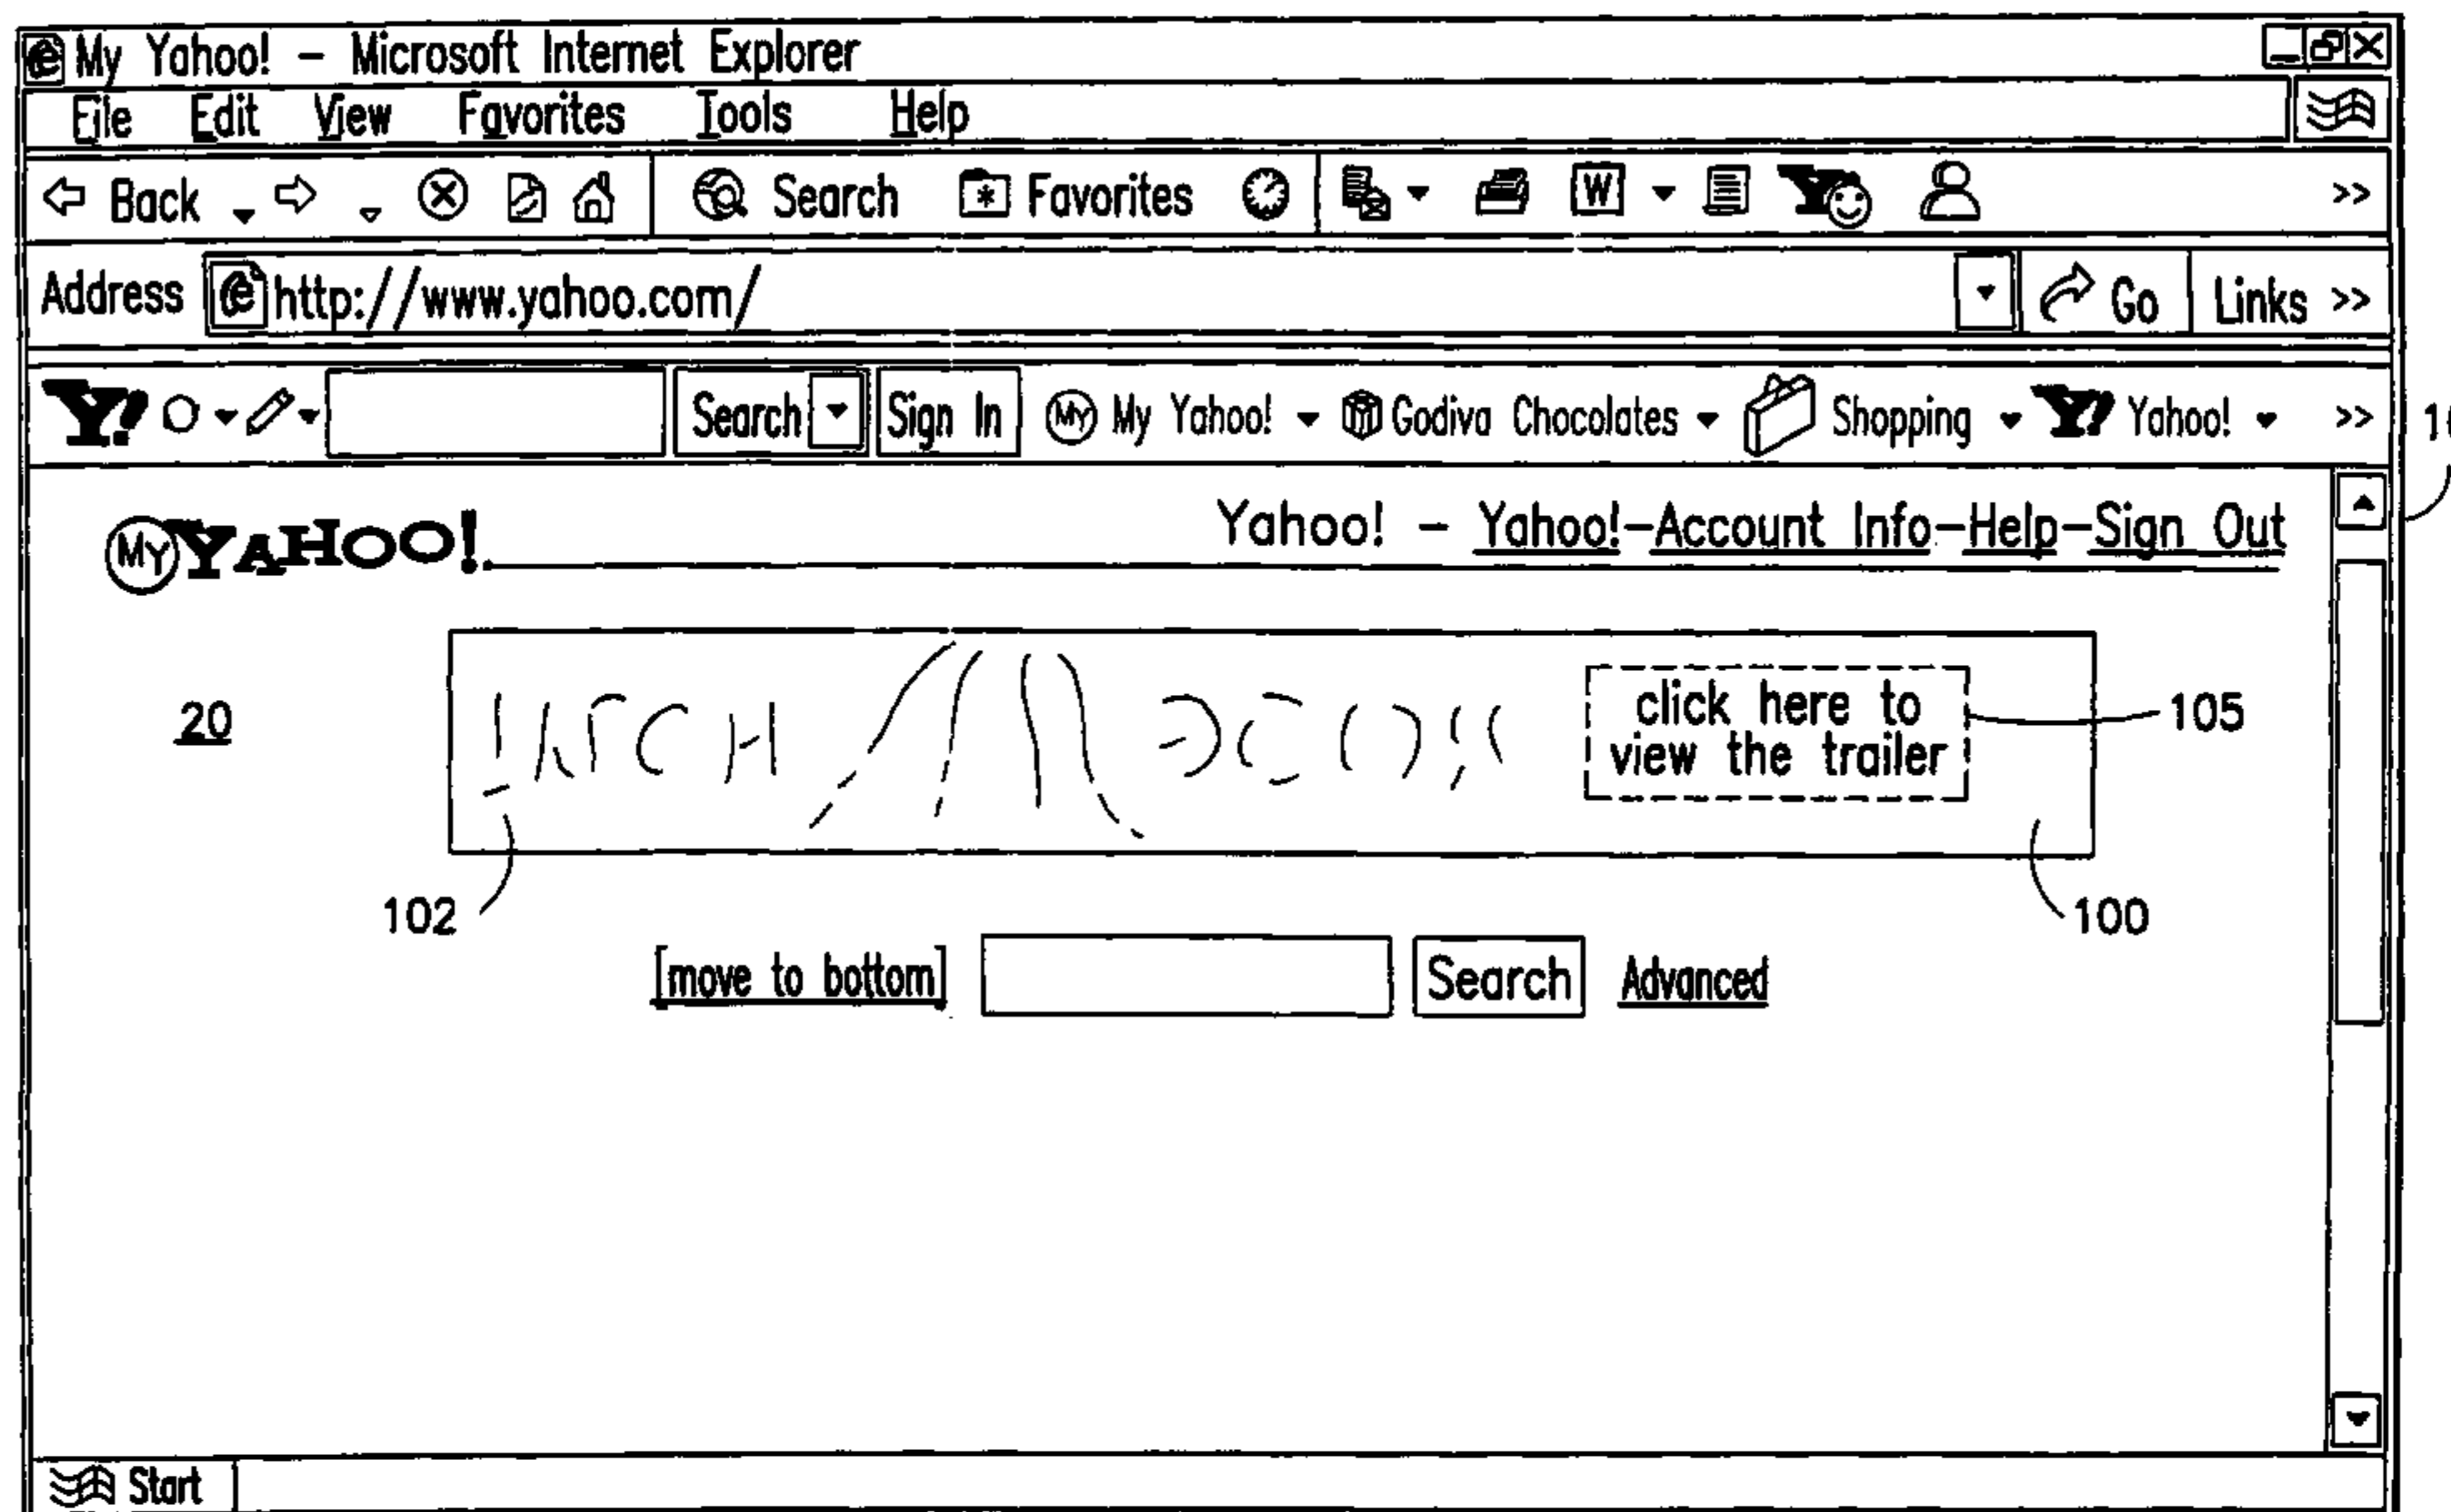 My Yahoo! – Microsoft Internet Explorer
File Edit View Favorites Tools Help
Back Search Favorites W
Address http://www.yahoo.com/ Go Links >>
Y! Search Sign In My Yahoo! Godiva Chocolates Shopping Y! Yahoo! >>
MY YAHOO! Yahoo! – Yahoo!–Account Info–Help–Sign Out
20
click here to
view the trailer
105
102
100
[move to bottom] Search Advanced
Start